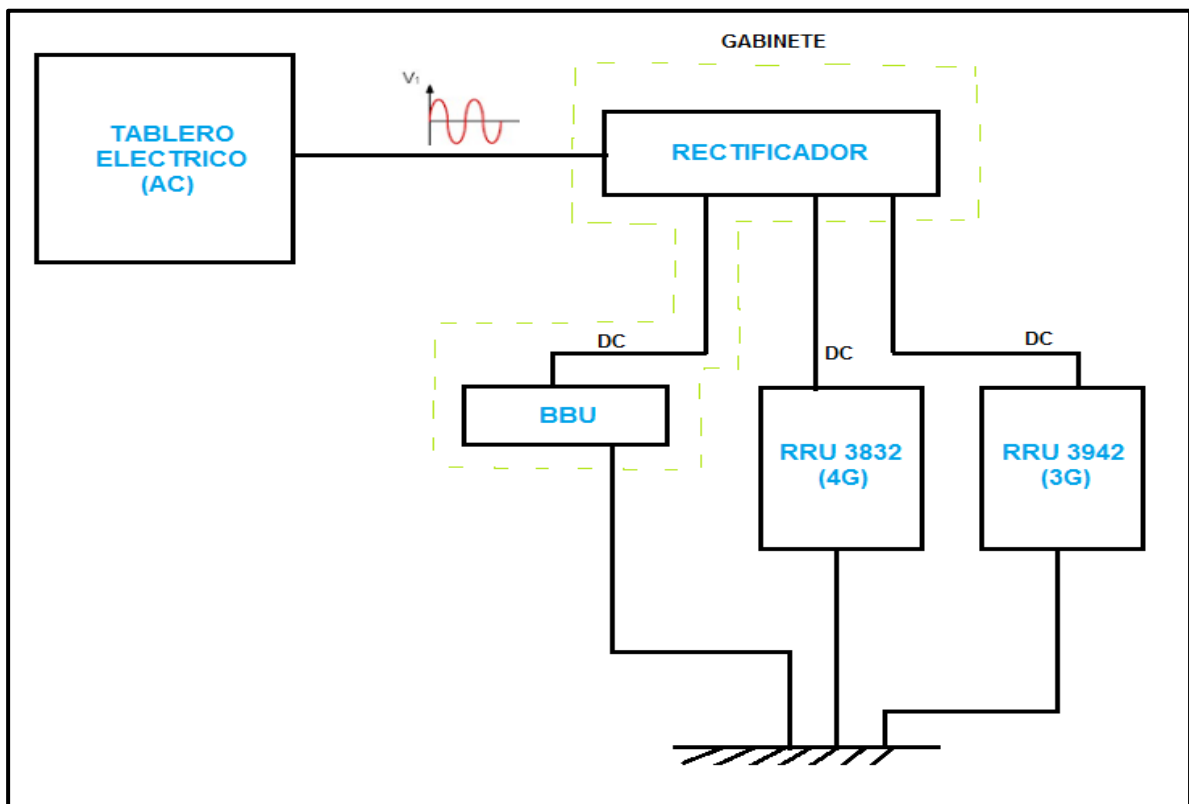 GABINETE
V1
TABLERO
ELECTRICO
(AC)
RECTIFICADOR
DC
DC
DC
BBU
RRU 3832
(4G)
RRU 3942
(3G)